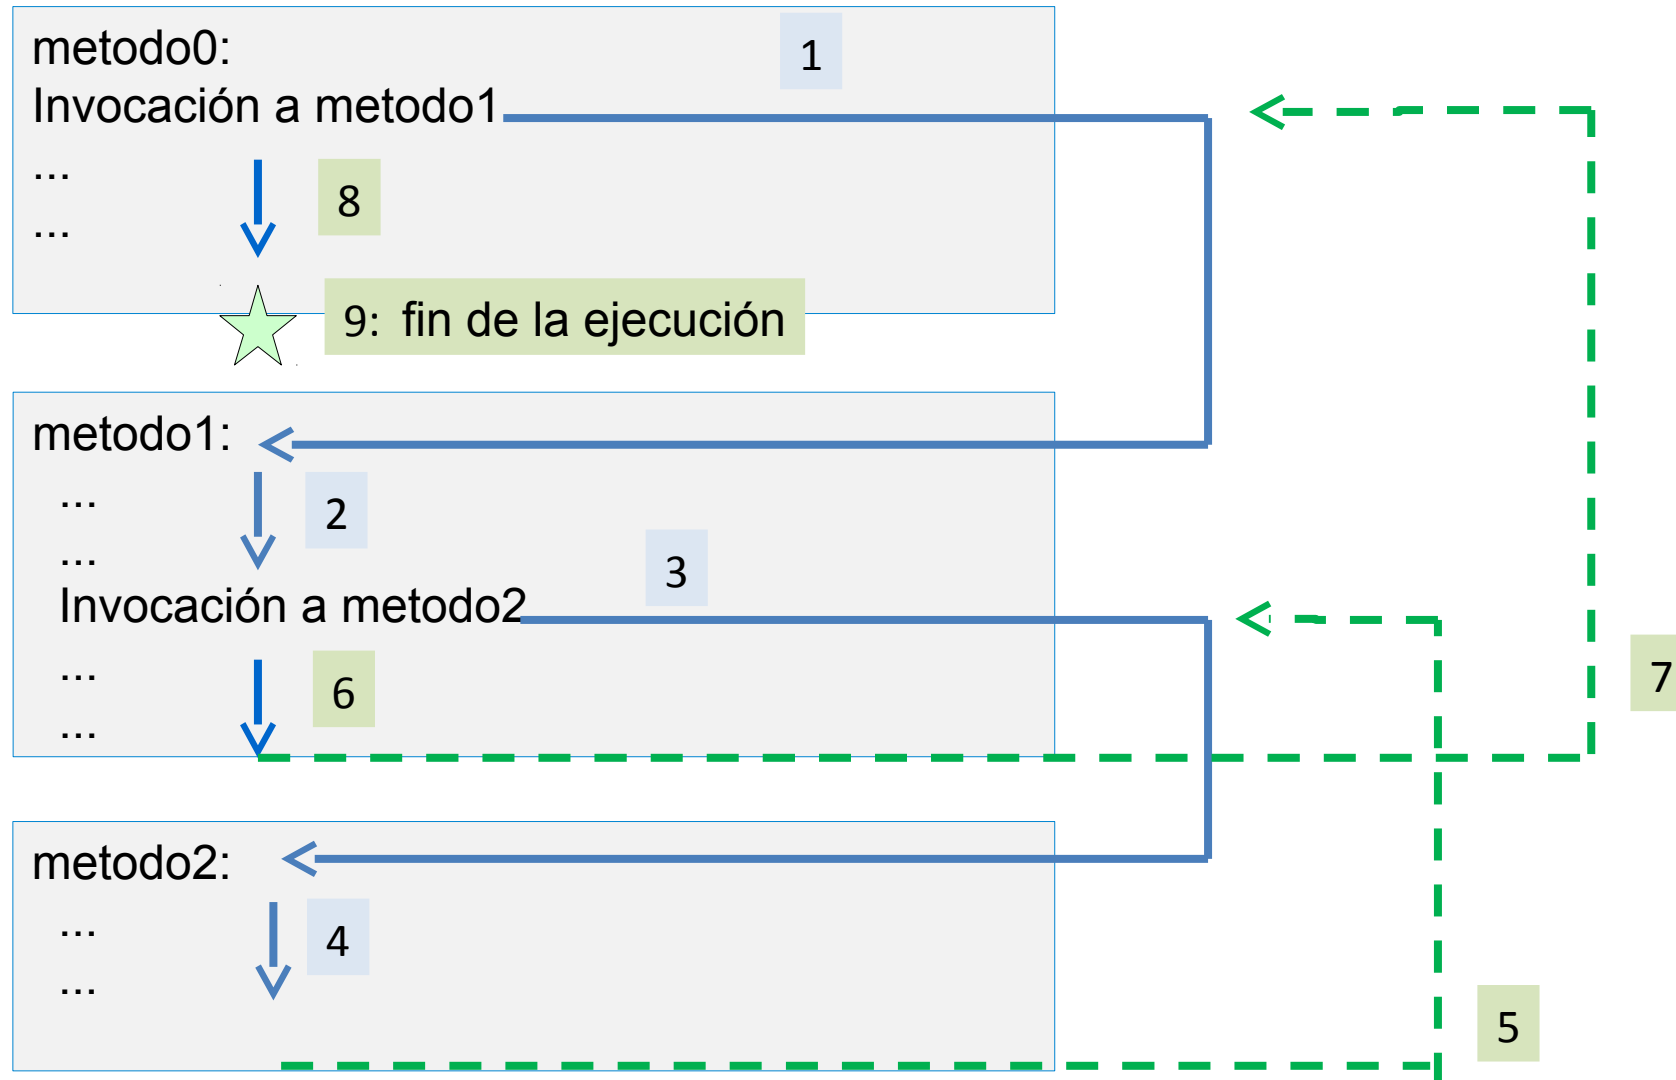 metodo0:
1
Invocación a metodo1
...
8
...
9: fin de la ejecución
metodo1:
...
2
...
3
Invocación a metodo2
...
6
7
...
metodo2:
...
4
...
5